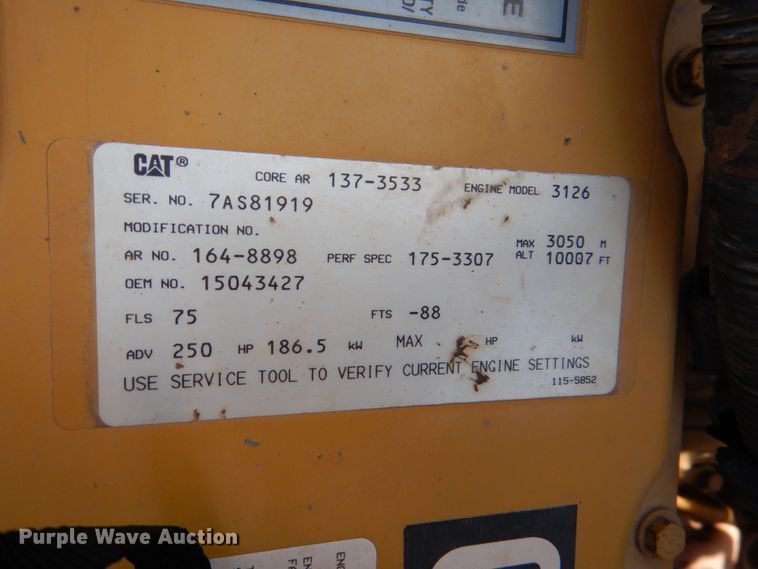 CAT® CORE AR 137-3533 ENGINE MODEL 3126
SER. NO. 7AS81919
MODIFICATION NO.
AR NO. 164-8898 PERF SPEC 175-3307 MAX ALT 3050 M 10007 FT
OEM NO. 15043427
FLS 75 FTS -88
ADV 250 HP 186.5 kW MAX HP kW
USE SERVICE TOOL TO VERIFY CURRENT ENGINE SETTINGS
115-5852
Purple Wave Auction